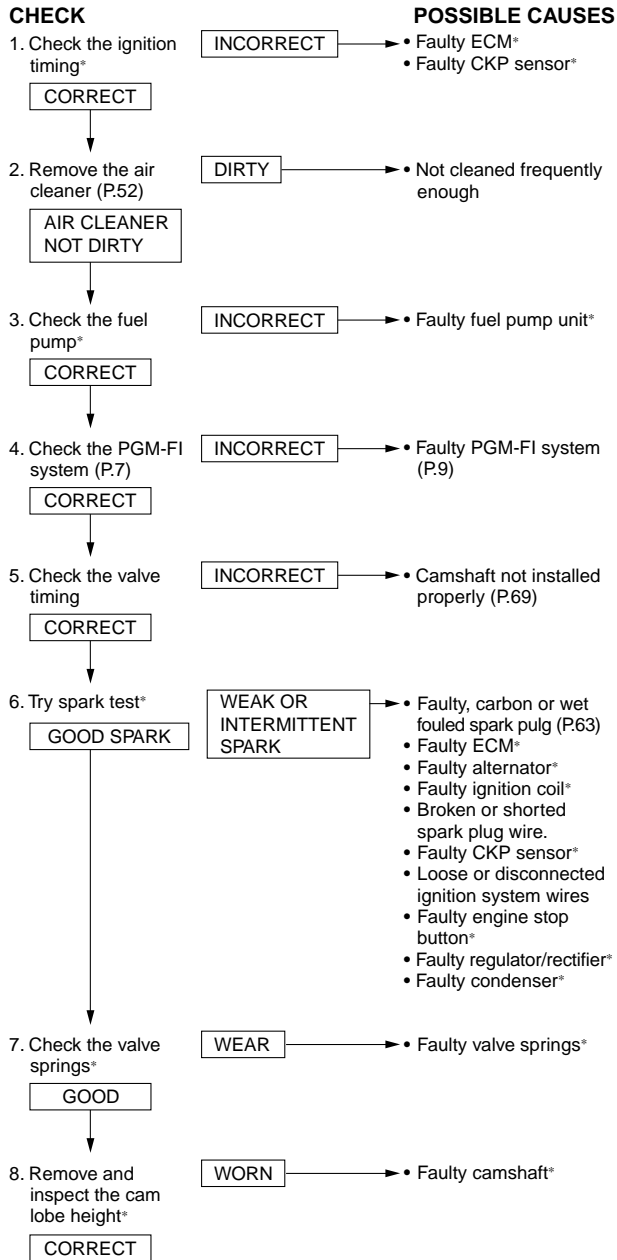 CHECK
POSSIBLE CAUSES
1. Check the ignition
timing*
INCORRECT
• Faulty ECM*
• Faulty CKP sensor*
CORRECT
2. Remove the air
cleaner (P.52)
DIRTY
• Not cleaned frequently
enough
AIR CLEANER
NOT DIRTY
3. Check the fuel
pump*
INCORRECT
• Faulty fuel pump unit*
CORRECT
4. Check the PGM-FI
system (P.7)
INCORRECT
• Faulty PGM-FI system
(P.9)
CORRECT
5. Check the valve
timing
INCORRECT
• Camshaft not installed
properly (P.69)
CORRECT
6. Try spark test*
WEAK OR
INTERMITTENT
SPARK
• Faulty, carbon or wet
fouled spark pulg (P.63)
• Faulty ECM*
• Faulty alternator*
• Faulty ignition coil*
• Broken or shorted
spark plug wire.
• Faulty CKP sensor*
• Loose or disconnected
ignition system wires
• Faulty engine stop
button*
• Faulty regulator/rectifier*
• Faulty condenser*
GOOD SPARK
7. Check the valve
springs*
WEAR
• Faulty valve springs*
GOOD
8. Remove and
inspect the cam
lobe height*
WORN
• Faulty camshaft*
CORRECT